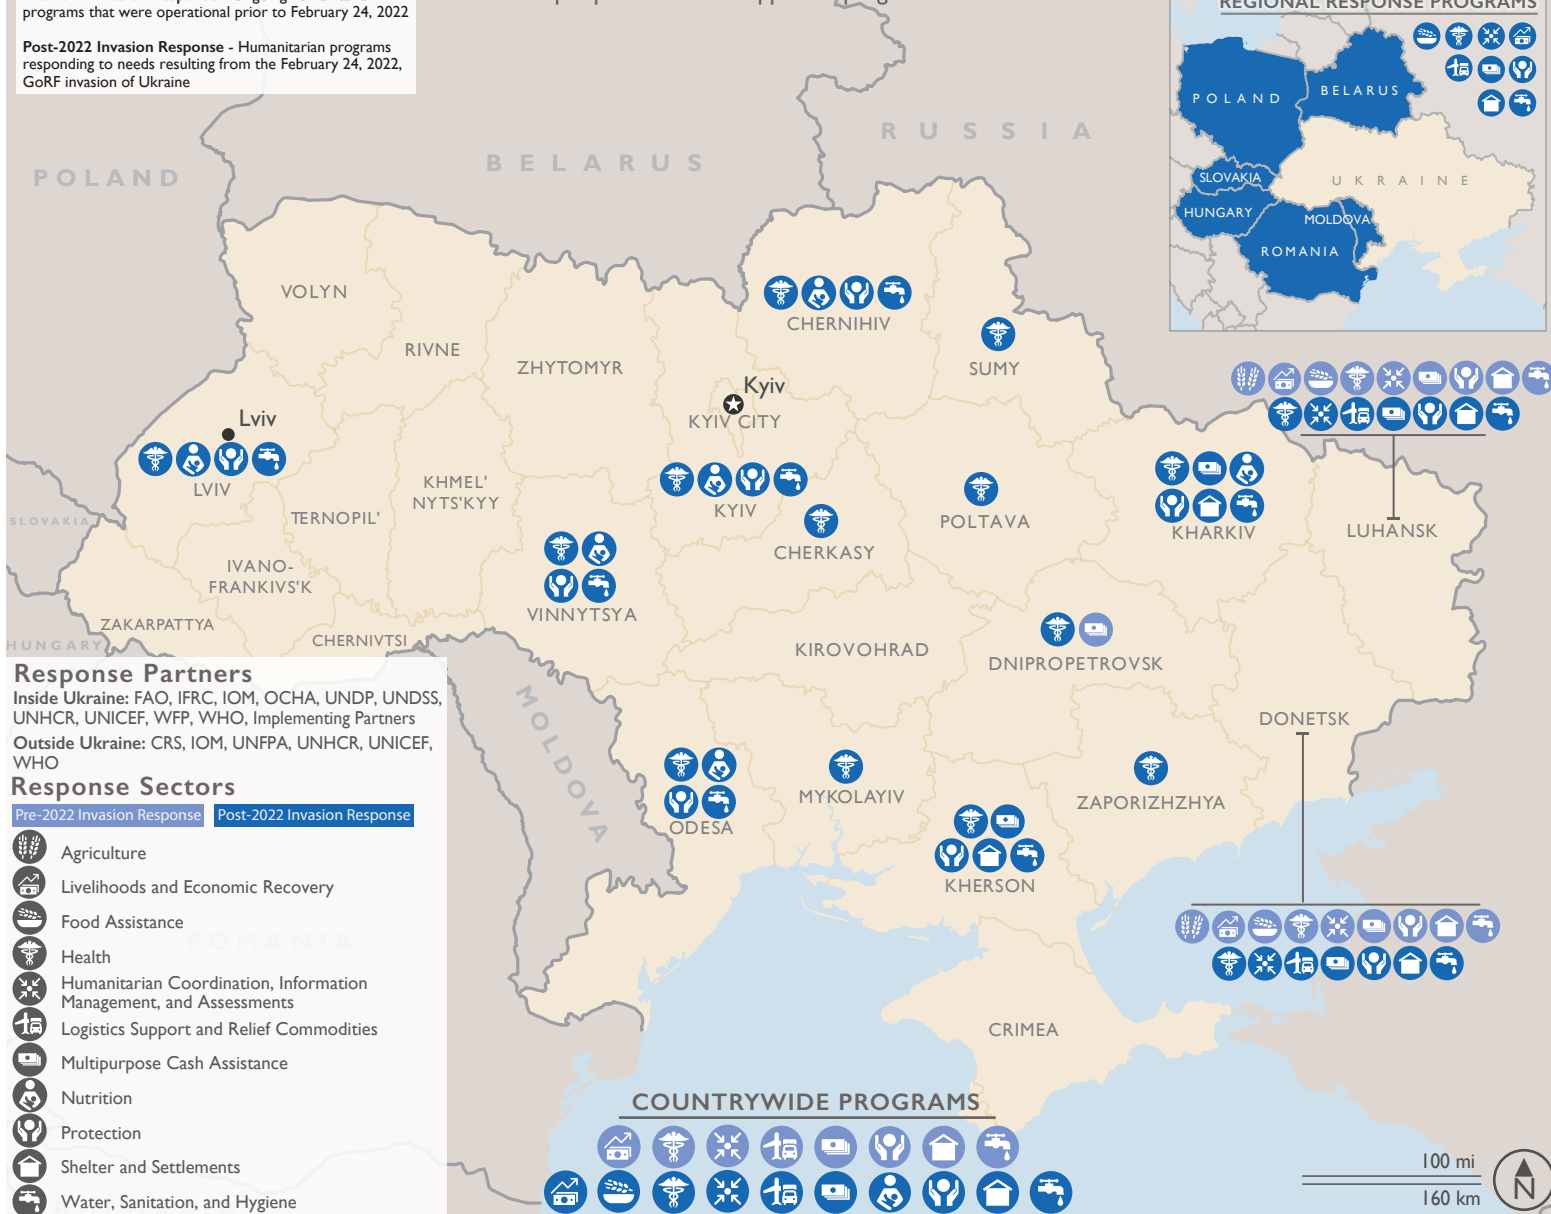 programs that were operational prior to February 24, 2022
Post-2022 Invasion Response - Humanitarian programs
responding to needs resulting from the February 24, 2022,
GoRF invasion of Ukraine
REGIONAL RESPONSE PROGRAMS
POLAND
BELARUS
SLOVAKIA
UKRAINE
HUNGARY
MOLDOVA
ROMANIA
RUSSIA
BELARUS
POLAND
VOLYN
RIVNE
ZHYTOMYR
CHERNIHIV
SUMY
Kyiv
KYIV CITY
Lviv
LVIV
TERNOPIL'
KHMEL'
NYTS'KYY
KYIV
CHERKASY
POLTAVA
KHARKIV
LUHANSK
SLOVAKIA
IVANO-
FRANKIVS'K
VINNYTSYA
ZAKARPATTYA
CHERNIVTSI
HUNGARY
KIROVOHRAD
DNIPROPETROVSK
DONETSK
MOLDOVA
ODESA
MYKOLAYIV
ZAPORIZHZHYA
KHERSON
CRIMEA
ROMANIA
Response Partners
Inside Ukraine: FAO, IFRC, IOM, OCHA, UNDP, UNDSS,
UNHCR, UNICEF, WFP, WHO, Implementing Partners
Outside Ukraine: CRS, IOM, UNFPA, UNHCR, UNICEF,
WHO
Response Sectors
Pre-2022 Invasion Response Post-2022 Invasion Response
Agriculture
Livelihoods and Economic Recovery
Food Assistance
Health
Humanitarian Coordination, Information
Management, and Assessments
Logistics Support and Relief Commodities
Multipurpose Cash Assistance
Nutrition
Protection
Shelter and Settlements
Water, Sanitation, and Hygiene
COUNTRYWIDE PROGRAMS
100 mi
160 km
N